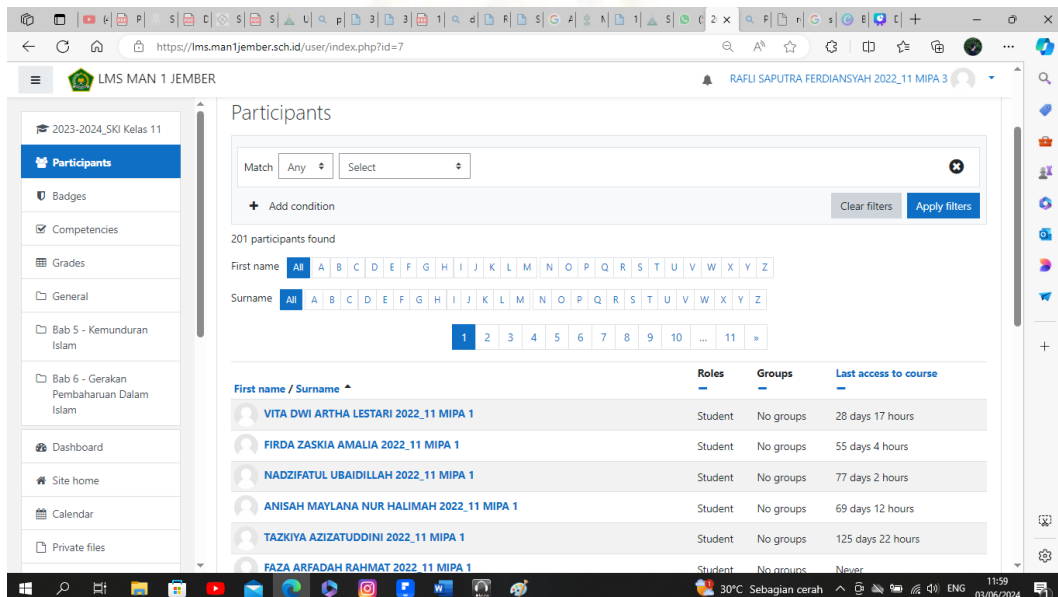 https://lms.man1jember.sch.id/user/index.php?id=7
LMS MAN 1 JEMBER
RAFLI SAPUTRA FERDIANSYAH 2022_11 MIPA 3
2023-2024_SKI Kelas 11
Participants
Badges
Competencies
Grades
General
Bab 5 - Kemunduran
Islam
Bab 6 - Gerakan
Pembaharuan Dalam
Islam
Dashboard
Site home
Calendar
Private files
Participants
Match Any Select
+ Add condition
Clear filters Apply filters
201 participants found
First name All A B C D E F G H I J K L M N O P Q R S T U V W X Y Z
Surname All A B C D E F G H I J K L M N O P Q R S T U V W X Y Z
1 2 3 4 5 6 7 8 9 10 ... 11 »
First name / Surname Roles Groups Last access to course
VITA DWI ARTHA LESTARI 2022_11 MIPA 1 Student No groups 28 days 17 hours
FIRDA ZASKIA AMALIA 2022_11 MIPA 1 Student No groups 55 days 4 hours
NADZIFATUL UBAIDILLAH 2022_11 MIPA 1 Student No groups 77 days 2 hours
ANISAH MAYLANA NUR HALIMAH 2022_11 MIPA 1 Student No groups 69 days 12 hours
TAZKIYA AZIZATUDDINI 2022_11 MIPA 1 Student No groups 125 days 22 hours
FAZA ARFADAH RAHMAT 2022_11 MIPA 1 Student No groups Never
30°C Sebagian cerah ENG 11:59
03/06/2024